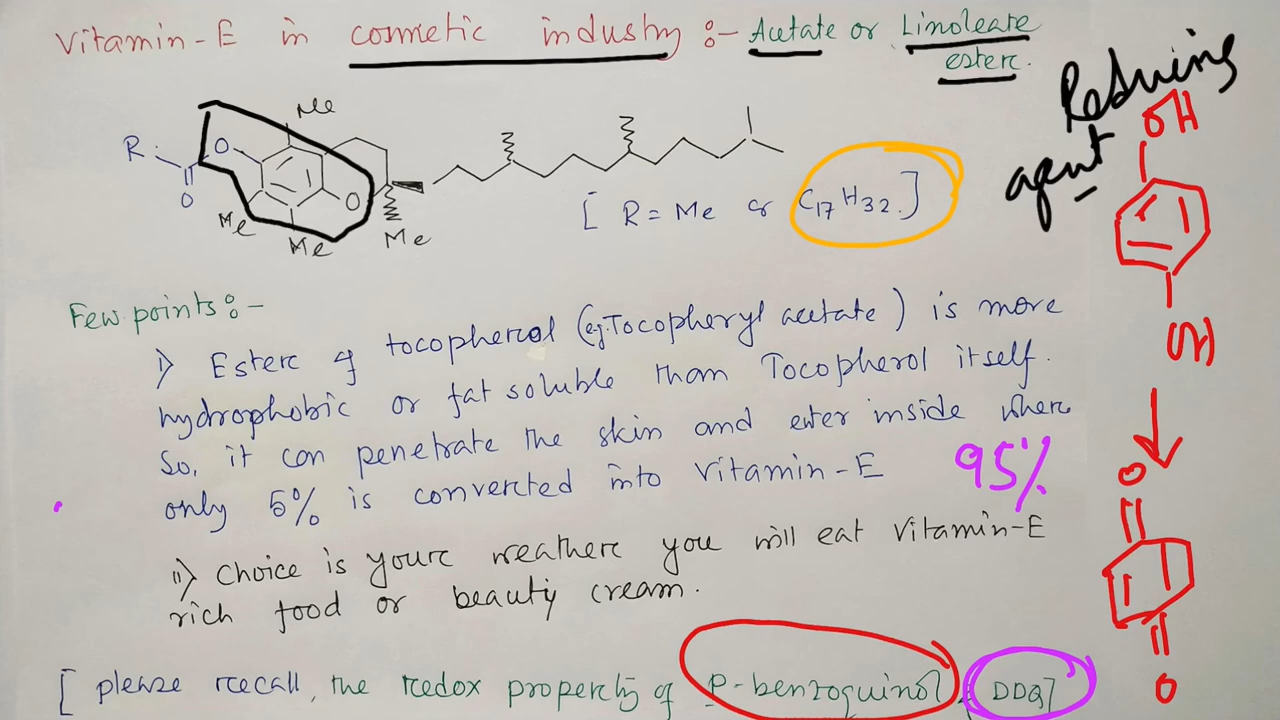 Vitamin-E in cosmetic industry :- Acetate or Linoleate
ester.
Reducing
agent
OH
Me
R
O
O
O
Me
Me
Me
[ R = Me or C17H32.]
OH
Few points :-
i) Ester of tocopherol (eg. Tocopheryl acetate) is more
hydrophobic or fat soluble than Tocopherol itself.
So, it can penetrate the skin and enter inside where
only 5% is converted into Vitamin-E 95%
ii) Choice is your weather you will eat Vitamin-E
rich food or beauty cream.
O
O
[ please recall, the redox property of P-benzoquinol, DDQ]